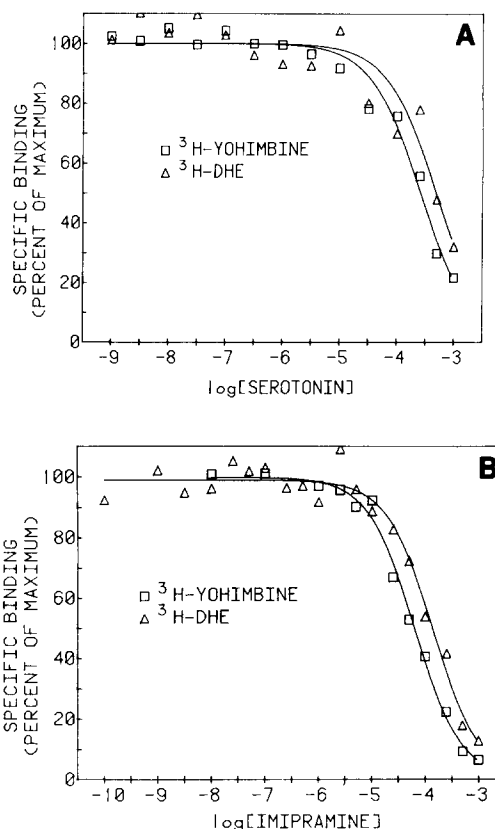 A
SPECIFIC BINDING
(PERCENT OF MAXIMUM)
100
80
60
40
20
0
□ ³H-YOHIMBINE
△ ³H-DHE
-9 -8 -7 -6 -5 -4 -3
log[SEROTONIN]
B
SPECIFIC BINDING
(PERCENT OF MAXIMUM)
100
80
60
40
20
0
□ ³H-YOHIMBINE
△ ³H-DHE
-10 -9 -8 -7 -6 -5 -4 -3
log[IMIPRAMINE]